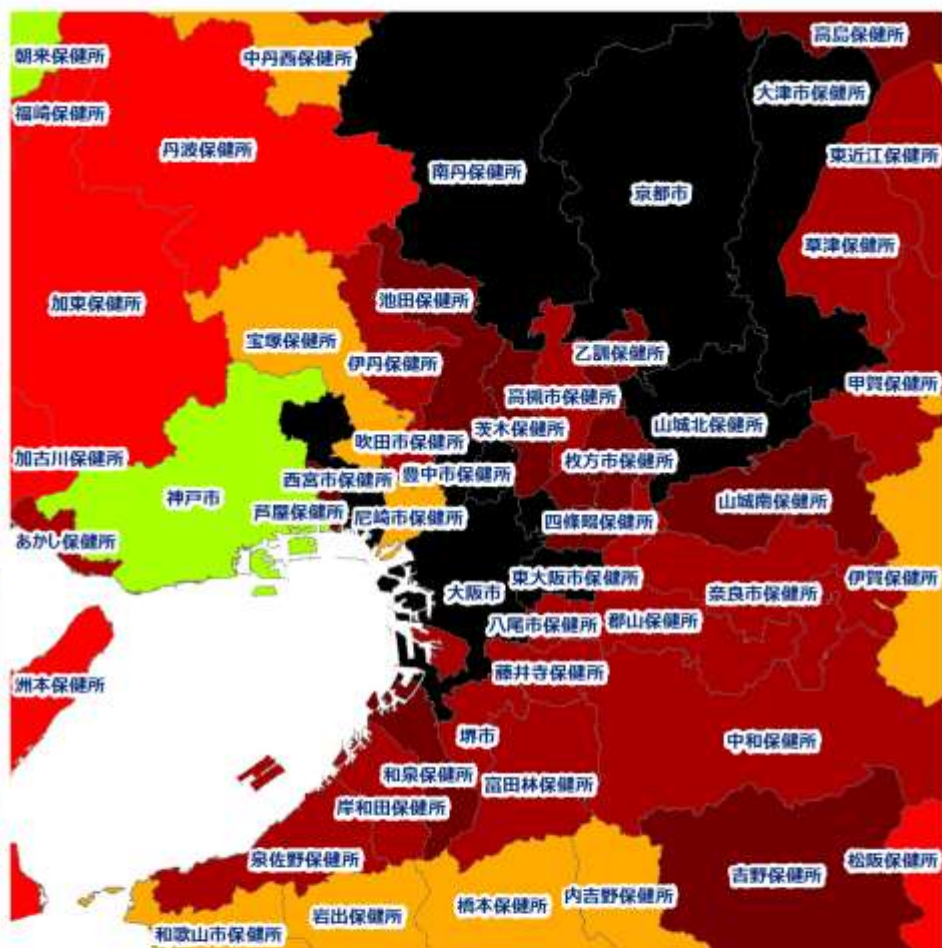 高島保健所
朝来保健所
中丹西保健所
大津市保健所
福崎保健所
丹波保健所
東近江保健所
南丹保健所
京都市
草津保健所
加東保健所
池田保健所
宝塚保健所
乙訓保健所
伊丹保健所
甲賀保健所
高槻市保健所
山城北保健所
茨木保健所
吹田市保健所
加古川保健所
枚方市保健所
豊中市保健所
西宮市保健所
神戸市
山城南保健所
芦屋保健所
尼崎市保健所
四條畷保健所
あかし保健所
東大阪市保健所
伊賀保健所
大阪市
奈良市保健所
八尾市保健所
郡山保健所
藤井寺保健所
洲本保健所
堺市
中和保健所
和泉保健所
富田林保健所
岸和田保健所
泉佐野保健所
松阪保健所
吉野保健所
内吉野保健所
橋本保健所
岩出保健所
和歌山市保健所